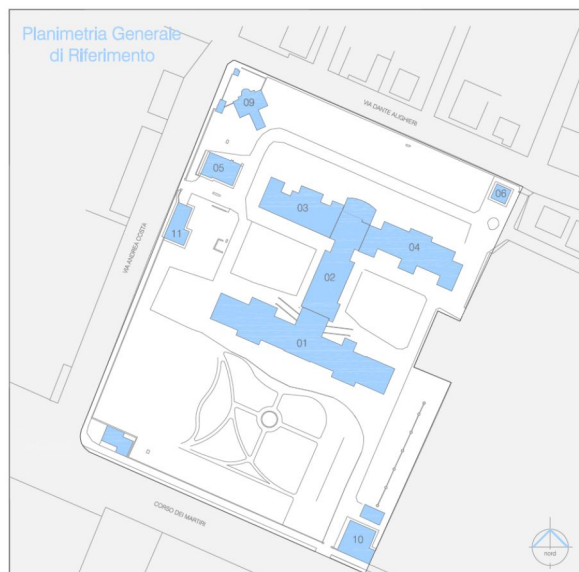 Planimetria Generale
di Riferimento
VIA DANTE ALIGHIERI
09
05
06
03
04
11
02
VIA ANDREA COSTA
01
CORSO DEI MARTIRI
10
nord